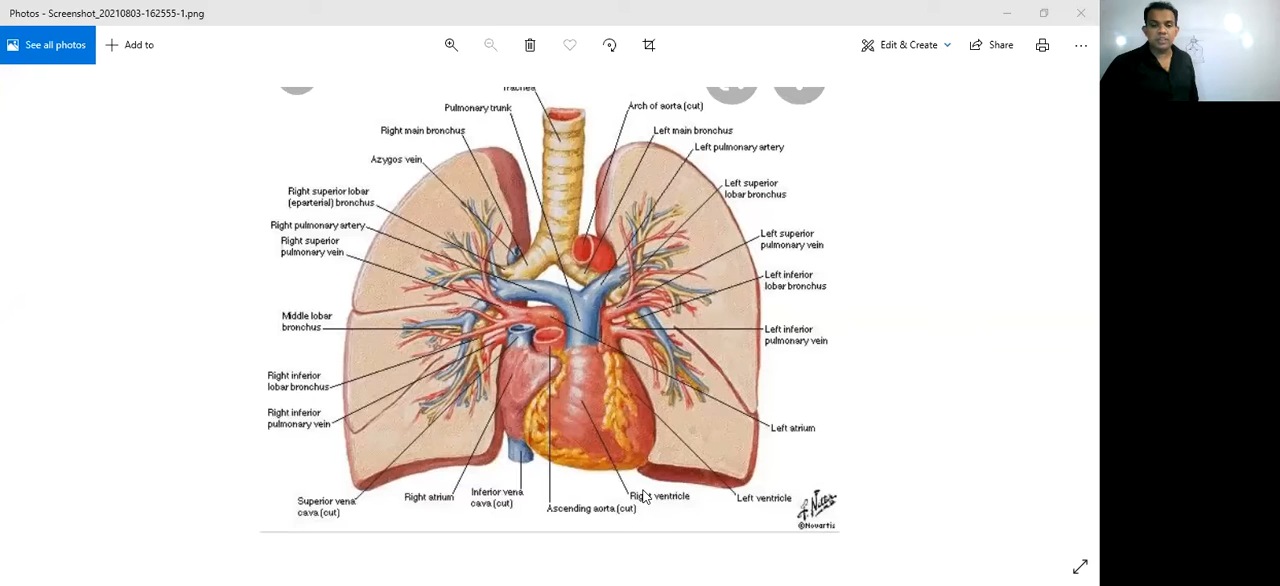 Photos - Screenshot_20210803-162555-1.png
See all photos
Add to
Edit & Create
Share
Trachea
Pulmonary trunk
Arch of aorta (cut)
Right main bronchus
Left main bronchus
Azygos vein
Left pulmonary artery
Right superior lobar
(eparterial) bronchus
Left superior
lobar bronchus
Right pulmonary artery
Right superior
pulmonary vein
Left superior
pulmonary vein
Left inferior
lobar bronchus
Middle lobar
bronchus
Left inferior
pulmonary vein
Right inferior
lobar bronchus
Right inferior
pulmonary vein
Left atrium
Superior vena
cava (cut)
Right atrium
Inferior vena
cava (cut)
Ascending aorta (cut)
Right ventricle
Left ventricle
F. Netter
©Novartis